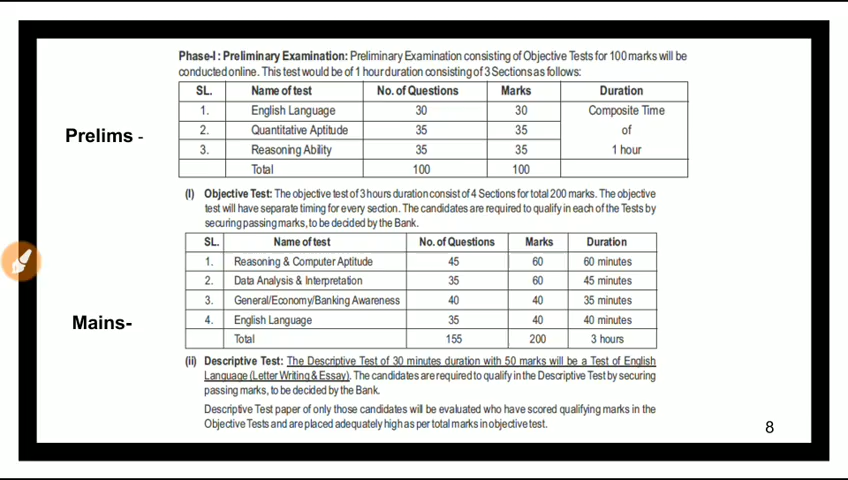 Phase-I : Preliminary Examination: Preliminary Examination consisting of Objective Tests for 100 marks will be
conducted online. This test would be of 1 hour duration consisting of 3 Sections as follows:
SL. Name of test No. of Questions Marks Duration
1. English Language 30 30 Composite Time
Prelims - 2. Quantitative Aptitude 35 35 of
3. Reasoning Ability 35 35 1 hour
Total 100 100
(I) Objective Test: The objective test of 3 hours duration consist of 4 Sections for total 200 marks. The objective
test will have separate timing for every section. The candidates are required to qualify in each of the Tests by
securing passing marks, to be decided by the Bank.
SL. Name of test No. of Questions Marks Duration
1. Reasoning & Computer Aptitude 45 60 60 minutes
2. Data Analysis & Interpretation 35 60 45 minutes
3. General/Economy/Banking Awareness 40 40 35 minutes
Mains- 4. English Language 35 40 40 minutes
Total 155 200 3 hours
(ii) Descriptive Test: The Descriptive Test of 30 minutes duration with 50 marks will be a Test of English
Language (Letter Writing & Essay). The candidates are required to qualify in the Descriptive Test by securing
passing marks, to be decided by the Bank.
Descriptive Test paper of only those candidates will be evaluated who have scored qualifying marks in the
Objective Tests and are placed adequately high as per total marks in objective test.
8